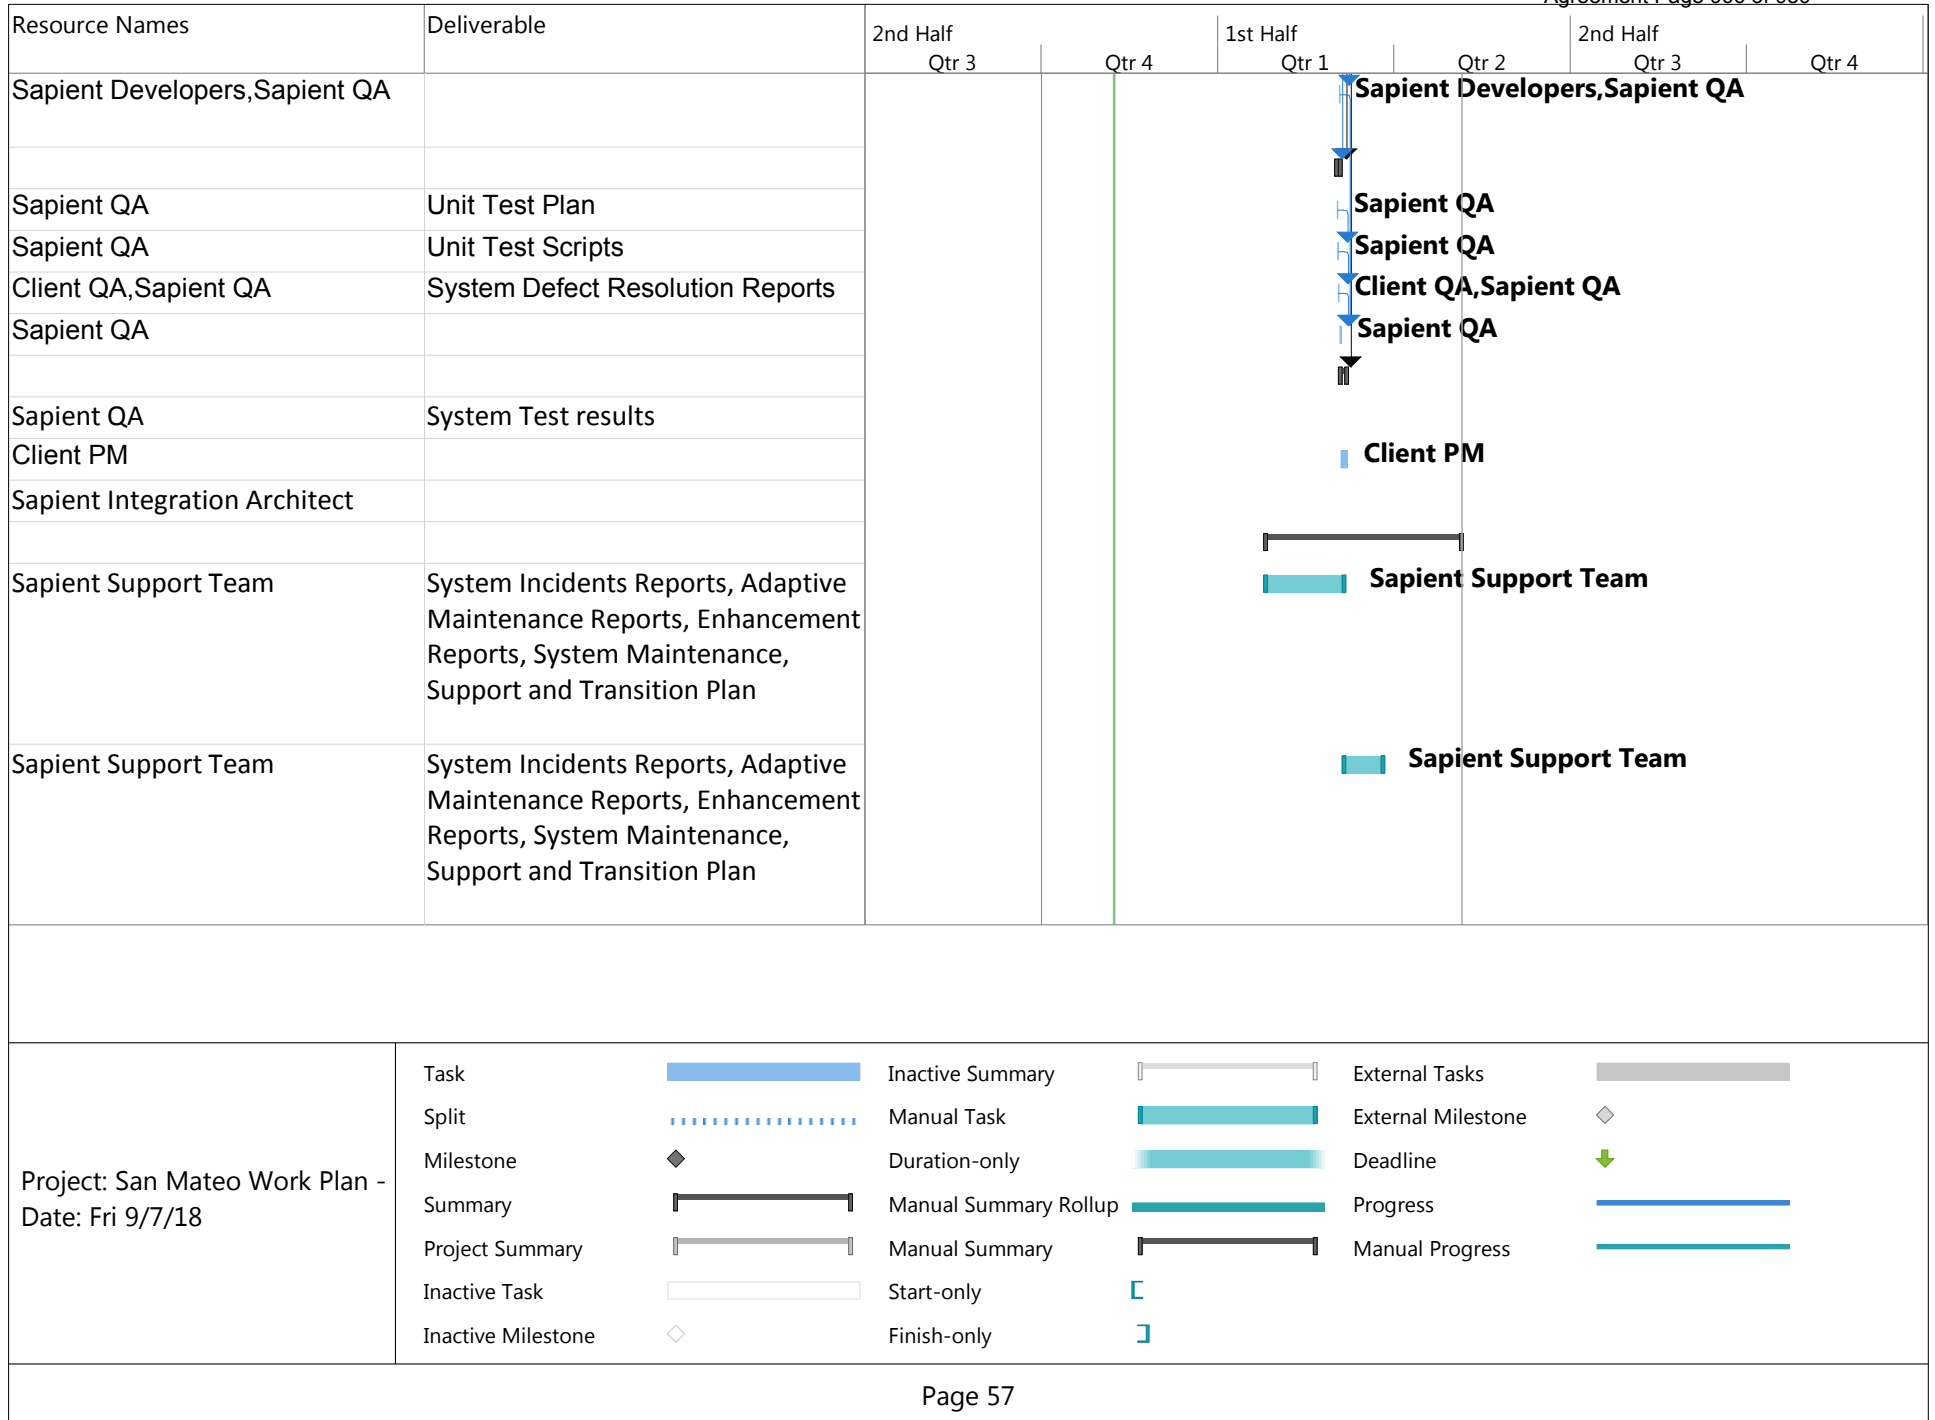 Resource Names Deliverable 2nd Half 1st Half 2nd Half
Qtr 3 Qtr 4 Qtr 1 Qtr 2 Qtr 3 Qtr 4
Sapient Developers,Sapient QA Sapient Developers,Sapient QA
Sapient QA Unit Test Plan Sapient QA
Sapient QA Unit Test Scripts Sapient QA
Client QA,Sapient QA System Defect Resolution Reports Client QA,Sapient QA
Sapient QA Sapient QA
Sapient QA System Test results
Client PM Client PM
Sapient Integration Architect
Sapient Support Team System Incidents Reports, Adaptive Sapient Support Team
Maintenance Reports, Enhancement
Reports, System Maintenance,
Support and Transition Plan
Sapient Support Team System Incidents Reports, Adaptive Sapient Support Team
Maintenance Reports, Enhancement
Reports, System Maintenance,
Support and Transition Plan
Project: San Mateo Work Plan -
Date: Fri 9/7/18
Task Inactive Summary External Tasks
Split Manual Task External Milestone
Milestone Duration-only Deadline
Summary Manual Summary Rollup Progress
Project Summary Manual Summary Manual Progress
Inactive Task Start-only
Inactive Milestone Finish-only
Page 57